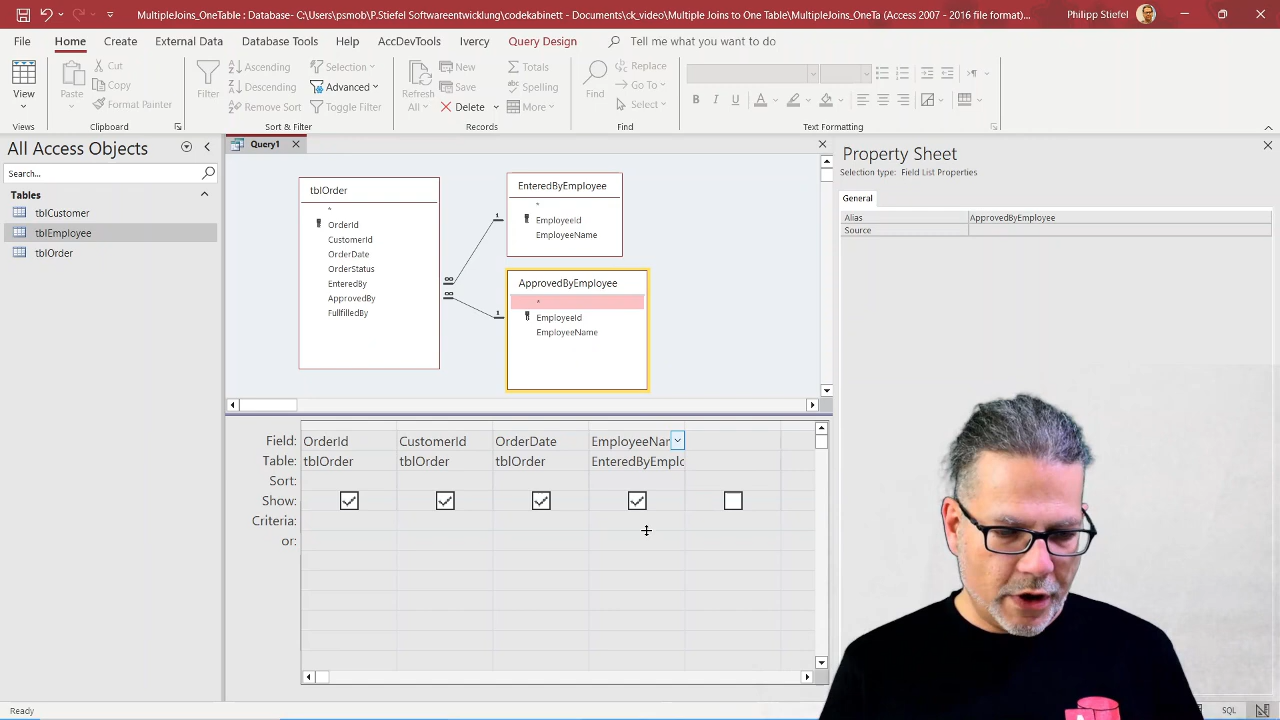 MultipleJoins_OneTable : Database- C:\Users\psmob\P.Stiefel Softwareentwicklung\codekabinett - Documents\ck_video\Multiple Joins to One Table\MultipleJoins_OneTa (Access 2007 - 2016 file format)... Philipp Stiefel
File Home Create External Data Database Tools Help AccDevTools Ivercy Query Design Tell me what you want to do
View
Views
Paste
Cut
Copy
Format Painter
Clipboard
Filter
Ascending
Descending
Remove Sort
Selection
Advanced
Toggle Filter
Sort & Filter
Refresh
All
New
Save
Delete
Totals
Spelling
More
Records
Find
Replace
Go To
Select
Find
B I U A
Text Formatting
All Access Objects
Search...
Tables
tblCustomer
tblEmployee
tblOrder
Query1
tblOrder
*
OrderId
CustomerId
OrderDate
OrderStatus
EnteredBy
ApprovedBy
FullfilledBy
1
∞
∞
1
EnteredByEmployee
*
EmployeeId
EmployeeName
ApprovedByEmployee
*
EmployeeId
EmployeeName
Field: OrderId CustomerId OrderDate EmployeeNar
Table: tblOrder tblOrder tblOrder EnteredByEmplo
Sort:
Show:
Criteria:
or:
Property Sheet
Selection type: Field List Properties
General
Alias ApprovedByEmployee
Source
Ready
SQL